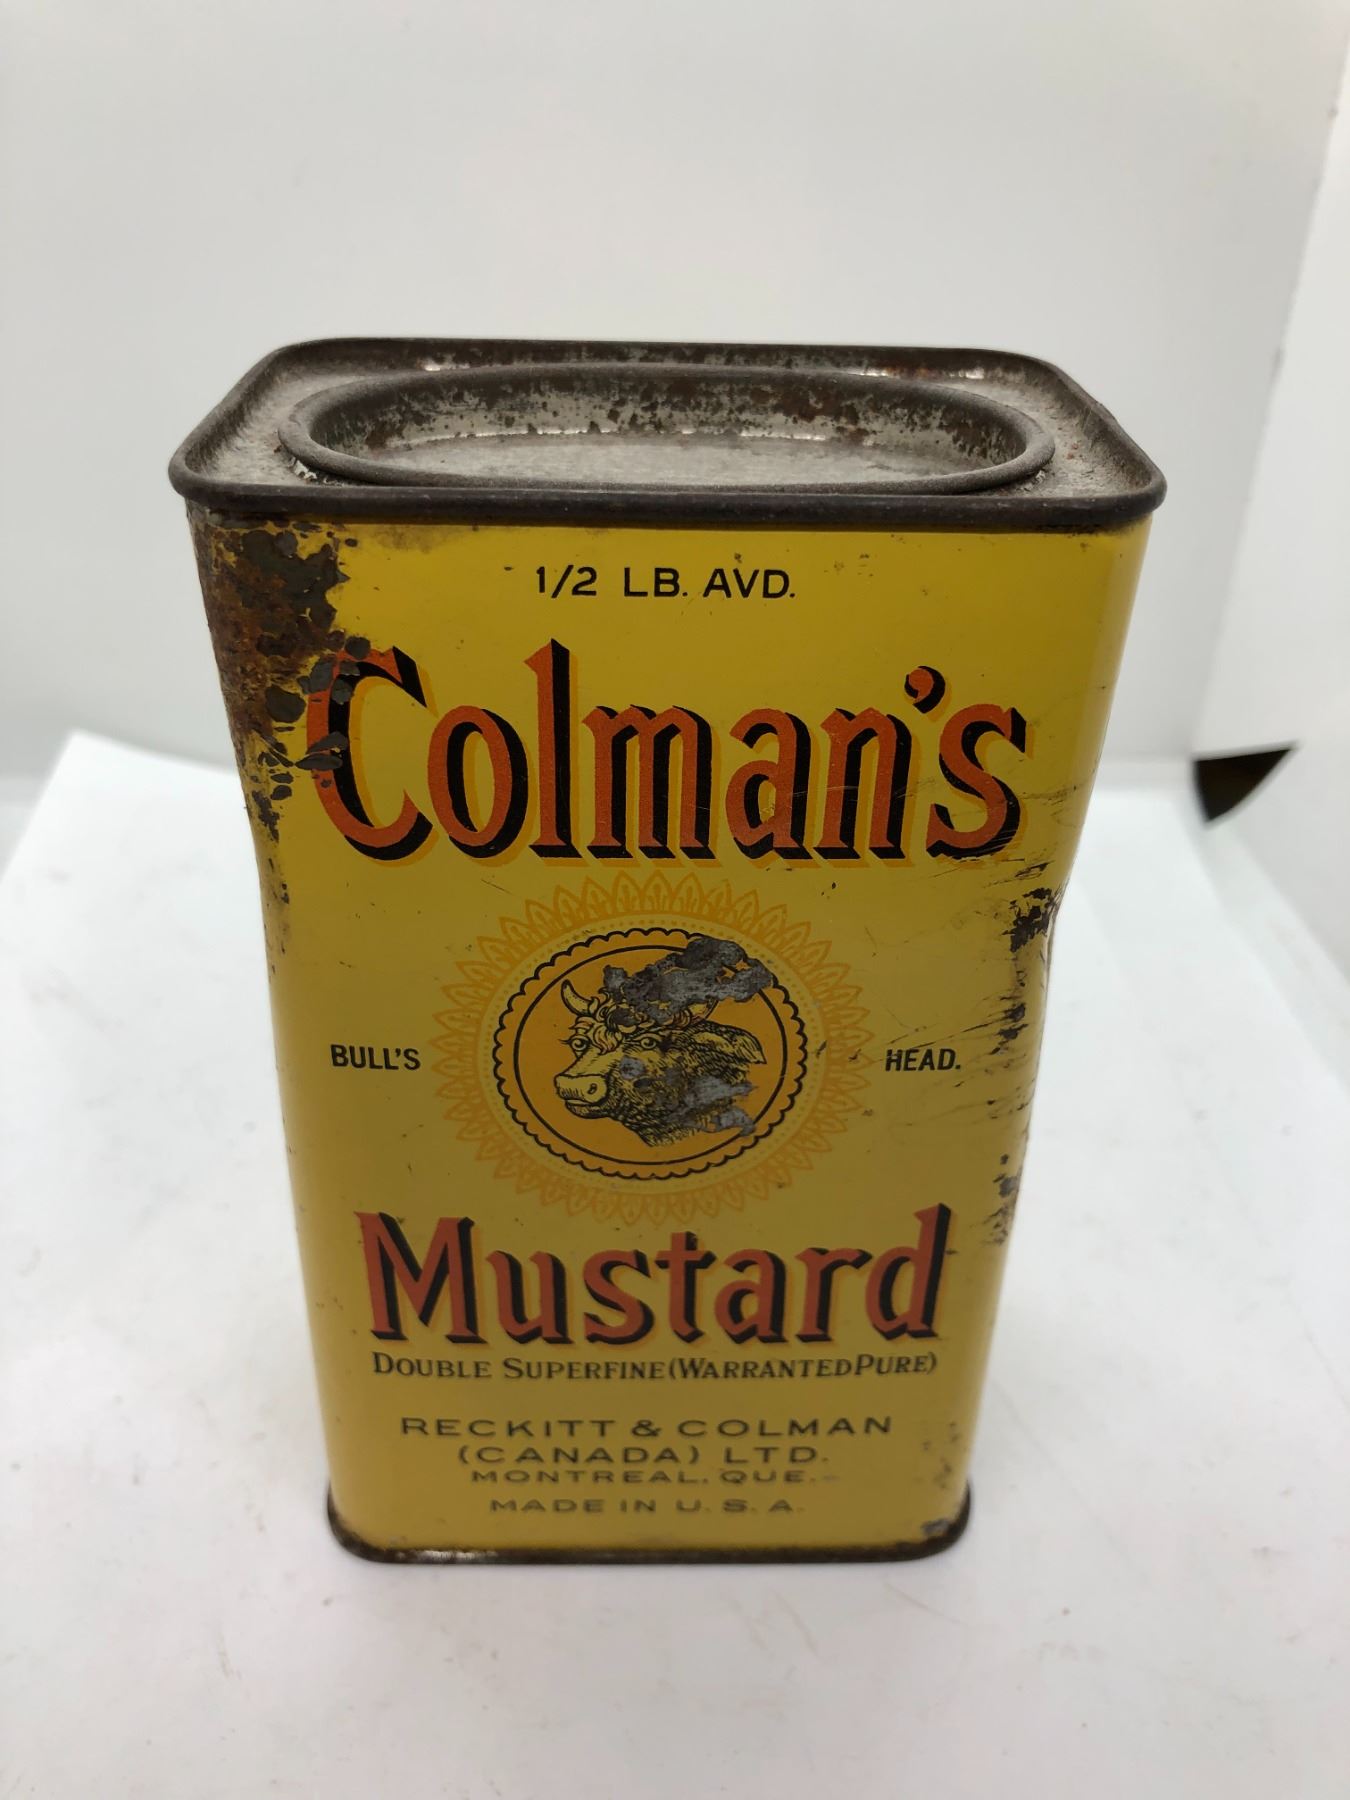 1/2 LB. AVD.
Colman's
BULL'S HEAD.
Mustard
DOUBLE SUPERFINE (WARRANTED PURE)
RECKITT & COLMAN
(CANADA) LTD.
MONTREAL, QUE.
MADE IN U.S.A.